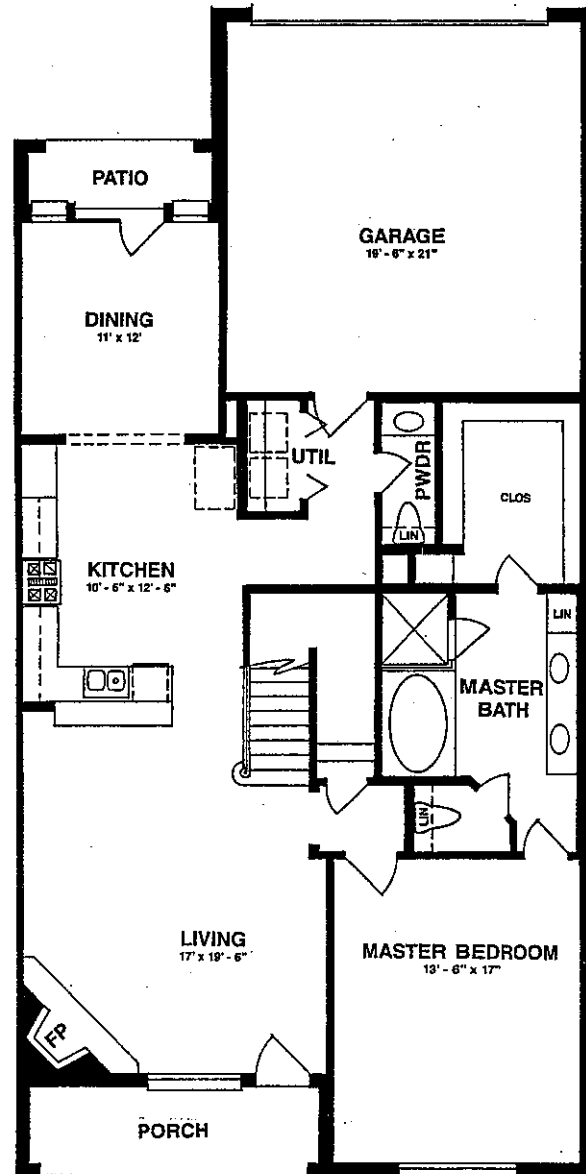 PATIO
GARAGE
19' - 6" x 21"
DINING
11' x 12'
UTIL
PWDR
LIN
CLOS
KITCHEN
10' - 6" x 12' - 6"
LIN
MASTER
BATH
LIN
LIVING
17' x 19' - 6"
MASTER BEDROOM
13' - 6" x 17"
FP
PORCH